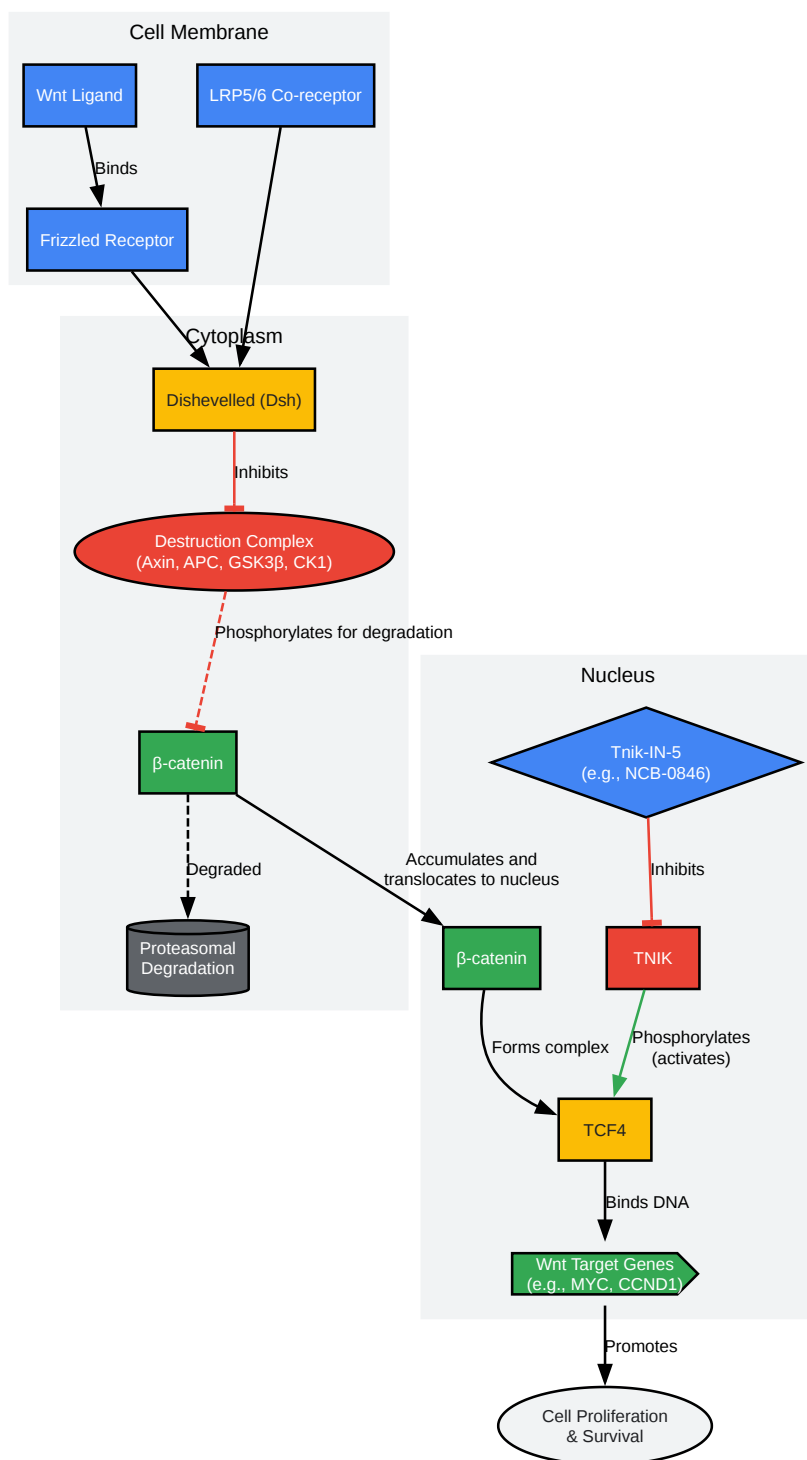 Cell Membrane
Wnt Ligand
LRP5/6 Co-receptor
Binds
Frizzled Receptor
Cytoplasm
Dishevelled (Dsh)
Inhibits
Destruction Complex
(Axin, APC, GSK3β, CK1)
Phosphorylates for degradation
Nucleus
Tnik-IN-5
(e.g., NCB-0846)
β-catenin
Accumulates and
translocates to nucleus
Degraded
Inhibits
Proteasomal
Degradation
β-catenin
TNIK
Forms complex
Phosphorylates
(activates)
TCF4
Binds DNA
Wnt Target Genes
(e.g., MYC, CCND1)
Promotes
Cell Proliferation
& Survival